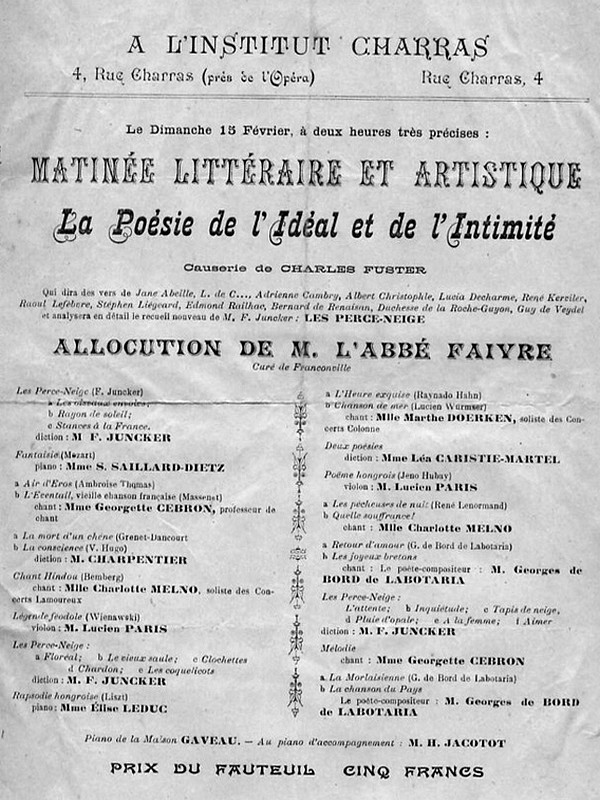 A L'INSTITUT CHARRAS
4, Rue Charras (près de l'Opéra) Rue Charras, 4
Le Dimanche 15 Février, à deux heures très précises :
MATINÉE LITTÉRAIRE ET ARTISTIQUE
La Poésie de l'Idéal et de l'Intimité
Causerie de CHARLES FUSTER
Qui dira des vers de Jane Abeille, L. de C..., Adrienne Cambry, Albert Christophle, Lucia Decharme, René Kerviler,
Raoul Lefébure, Stéphen Liégeard, Edmond Railhac, Bernard de Renaisan, Duchesse de la Roche-Guyon, Guy de Veydel
et analysera en détail le recueil nouveau de M. F. Juncker : LES PERCE-NEIGE
ALLOCUTION DE M. L'ABBÉ FAIVRE
Curé de Franconville
Les Perce-Neige (F. Juncker)
a Les oiseaux envolés;
b Rayon de soleil;
c Stances à la France.
diction : M F. JUNCKER
Fantaisie (Mozart)
piano : Mme S. SAILLARD-DIETZ
a Air d'Eros (Ambroise Thomas)
b L'Eventail, vieille chanson française (Massenet)
chant : Mme Georgette CEBRON, professeur de
chant
a La mort d'un chêne (Grenet-Dancourt
b La conscience (V. Hugo)
diction : M. CHARPENTIER
Chant Hindou (Bemberg)
chant : Mlle Charlotte MELNO, soliste des Con-
certs Lamoureux
Légende féodole (Wienawski)
violon : M. Lucien PARIS
Les Perce-Neige :
a Floréal; b Le vieux saule; c Clochettes
d Chardon; e Les coquelicots
diction : M. F. JUNCKER
Rapsodie hongroise (Liszt)
piano : Mme Élise LEDUC
a L'Heure exquise (Raynado Hahn)
b Chanson de mer (Lucien Wurmser)
chant : Mlle Marthe DOERKEN, soliste des Con-
certs Colonne
Deux poésies
diction : Mme Léa CARISTIE-MARTEL
Poème hongrois (Jeno Hubay)
violon : M. Lucien PARIS
a Les pêcheuses de nuit (René Lenormand)
b Quelle souffrance!
chant : Mlle Charlotte MELNO
a Retour d'amour (G. de Bord de Labotaria)
b Les joyeux bretons
chant : Le poète-compositeur : M. Georges de
BORD de LABOTARIA
Les Perce-Neige :
L'attente; b Inquiétude; c Tapis de neige,
d Pluie d'opale; e A la femme; f Aimer
diction : M. F. JUNCKER
Mélodie
chant : Mme Georgette CEBRON
a La Morlaisienne (G. de Bord de Labotaria)
b La chanson du Pays
Le poète-compositeur : M. Georges de BORD
de LABOTARIA
Piano de la Maison GAVEAU. — Au piano d'accompagnement : M. H. JACOTOT
PRIX DU FAUTEUIL CINQ FRANCS